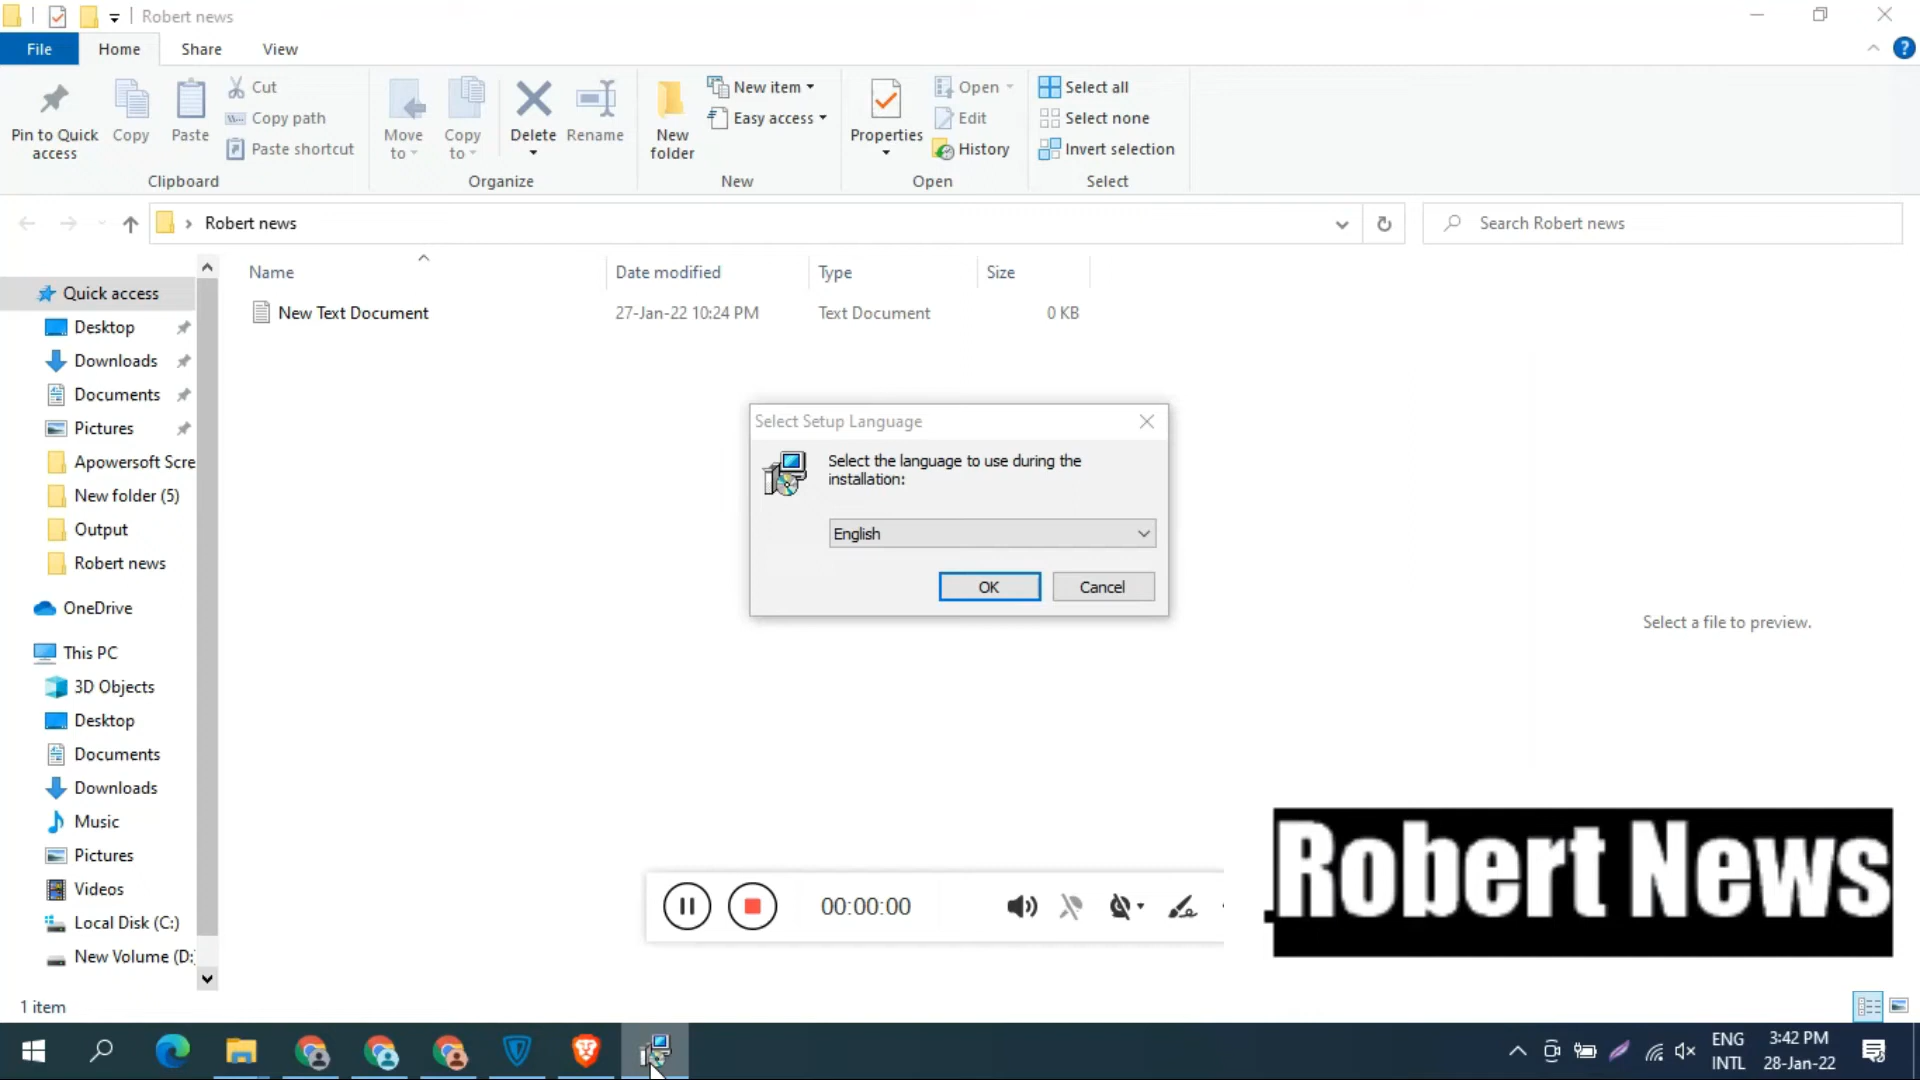 Robert news
File
Home
Share
View
Pin to Quick
access
Copy
Paste
Cut
Copy path
Paste shortcut
Clipboard
Move
to
Copy
to
Delete
Rename
Organize
New
folder
New item
Easy access
New
Properties
Open
Edit
History
Open
Select all
Select none
Invert selection
Select
Robert news
Search Robert news
Name
Date modified
Type
Size
New Text Document
27-Jan-22 10:24 PM
Text Document
0 KB
Quick access
Desktop
Downloads
Documents
Pictures
Apowersoft Scre
New folder (5)
Output
Robert news
OneDrive
This PC
3D Objects
Desktop
Documents
Downloads
Music
Pictures
Videos
Local Disk (C:)
New Volume (D:
Select Setup Language
Select the language to use during the
installation:
English
OK
Cancel
Select a file to preview.
00:00:00
Robert News
1 item
ENG
INTL
3:42 PM
28-Jan-22